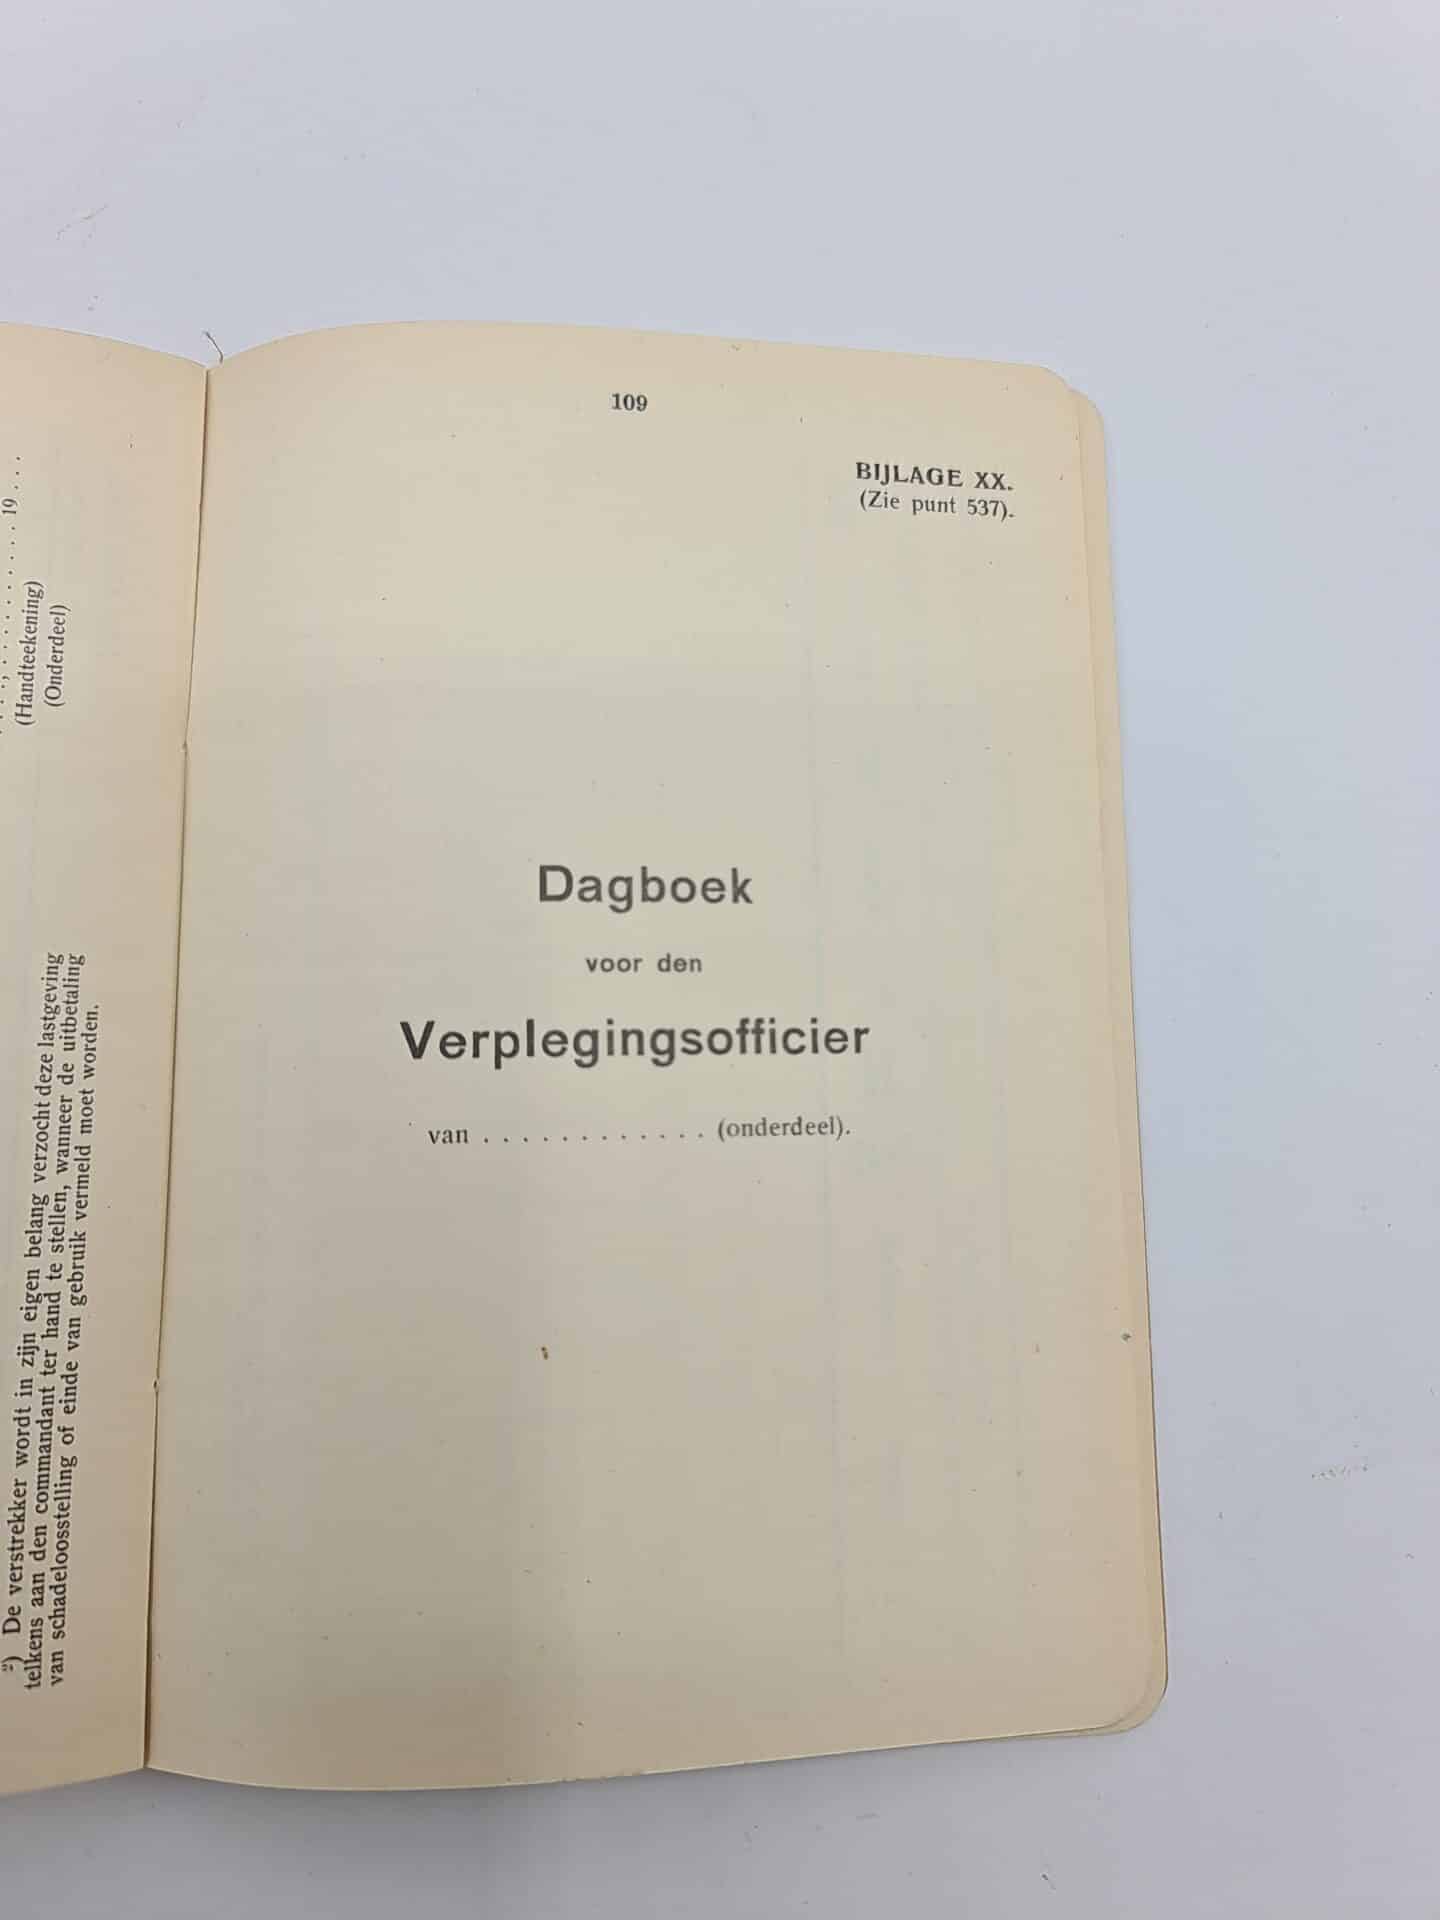 . . . , . . . . . . . . . . 19 . . .
(Handteekening)
(Onderdeel)
²) De verstrekker wordt in zijn eigen belang verzocht deze lastgeving
telkens aan den commandant ter hand te stellen, wanneer de uitbetaling
van schadeloosstelling of einde van gebruik vermeld moet worden.
109
BIJLAGE XX.
(Zie punt 537).
Dagboek
voor den
Verplegingsofficier
van . . . . . . . . . . . . (onderdeel).